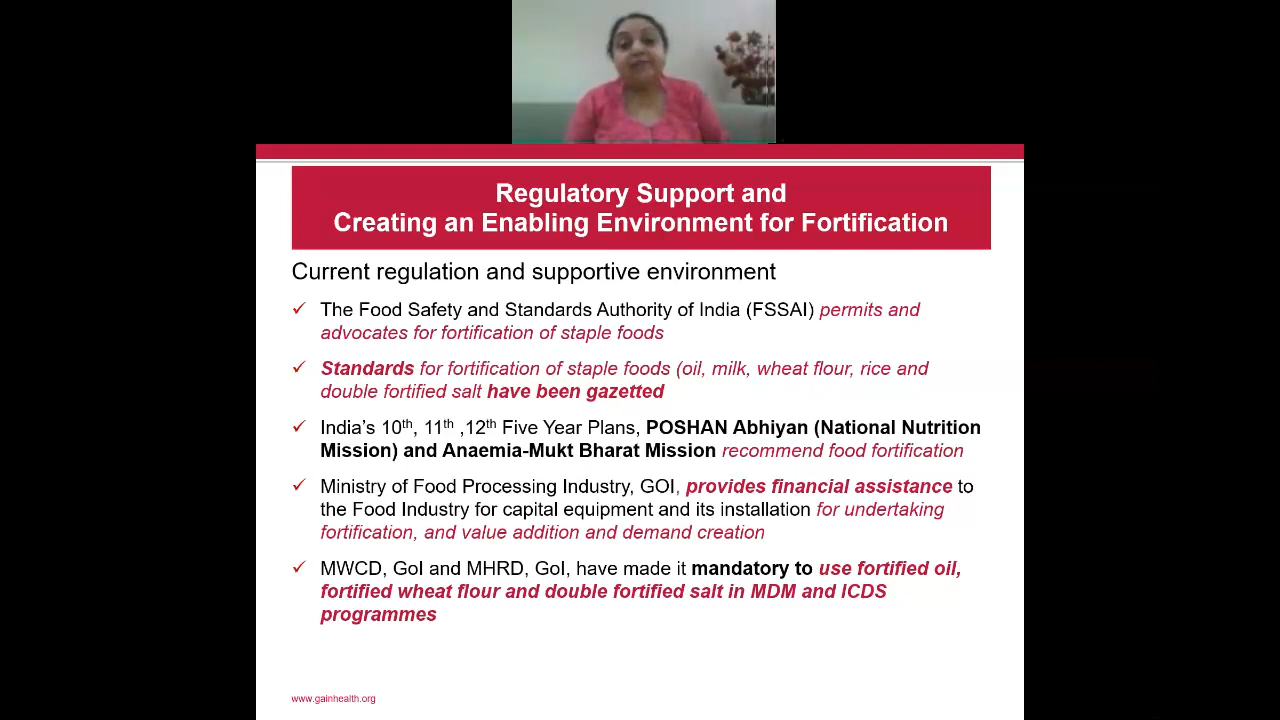 Regulatory Support and
Creating an Enabling Environment for Fortification
Current regulation and supportive environment
✓ The Food Safety and Standards Authority of India (FSSAI) permits and
advocates for fortification of staple foods
✓ Standards for fortification of staple foods (oil, milk, wheat flour, rice and
double fortified salt have been gazetted
✓ India's 10th, 11th ,12th Five Year Plans, POSHAN Abhiyan (National Nutrition
Mission) and Anaemia-Mukt Bharat Mission recommend food fortification
✓ Ministry of Food Processing Industry, GOI, provides financial assistance to
the Food Industry for capital equipment and its installation for undertaking
fortification, and value addition and demand creation
✓ MWCD, GoI and MHRD, GoI, have made it mandatory to use fortified oil,
fortified wheat flour and double fortified salt in MDM and ICDS
programmes
www.gainhealth.org